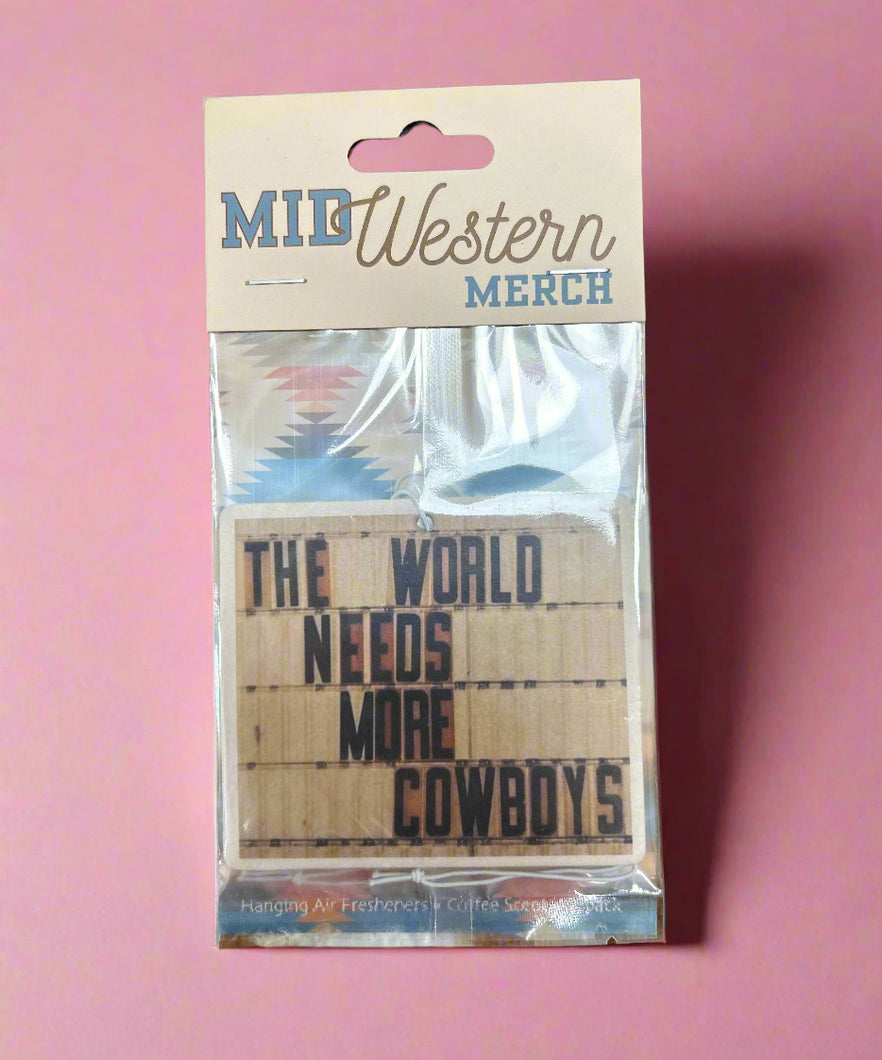 MID Western
MERCH
THE WORLD
NEEDS
MORE
COWBOYS
Hanging Air Fresheners • Coffee